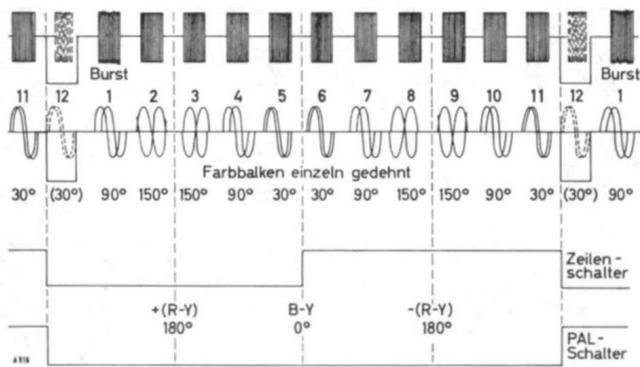 Burst
Burst
11 12 1 2 3 4 5 6 7 8 9 10 11 12 1
Farbbalken einzeln gedehnt
30° (30°) 90° 150° 150° 90° 30° 30° 90° 150° 150° 90° 30° (30°) 90°
Zeilen-
schalter
+(R-Y) B-Y -(R-Y)
180° 0° 180°
PAL-
Schalter